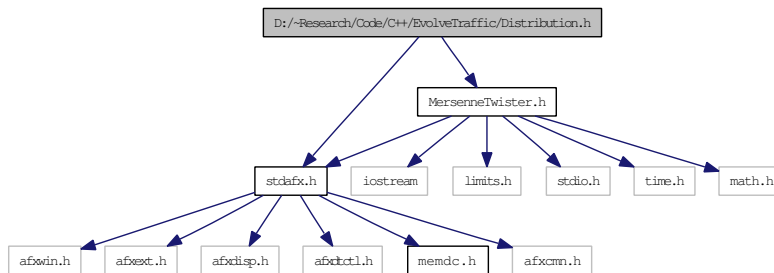 D:/~Research/Code/C++/EvolveTraffic/Distribution.h
MersenneTwister.h
stdafx.h
iostream
limits.h
stdio.h
time.h
math.h
afxwin.h
afxext.h
afxdisp.h
afxdtctl.h
memdc.h
afxcmn.h